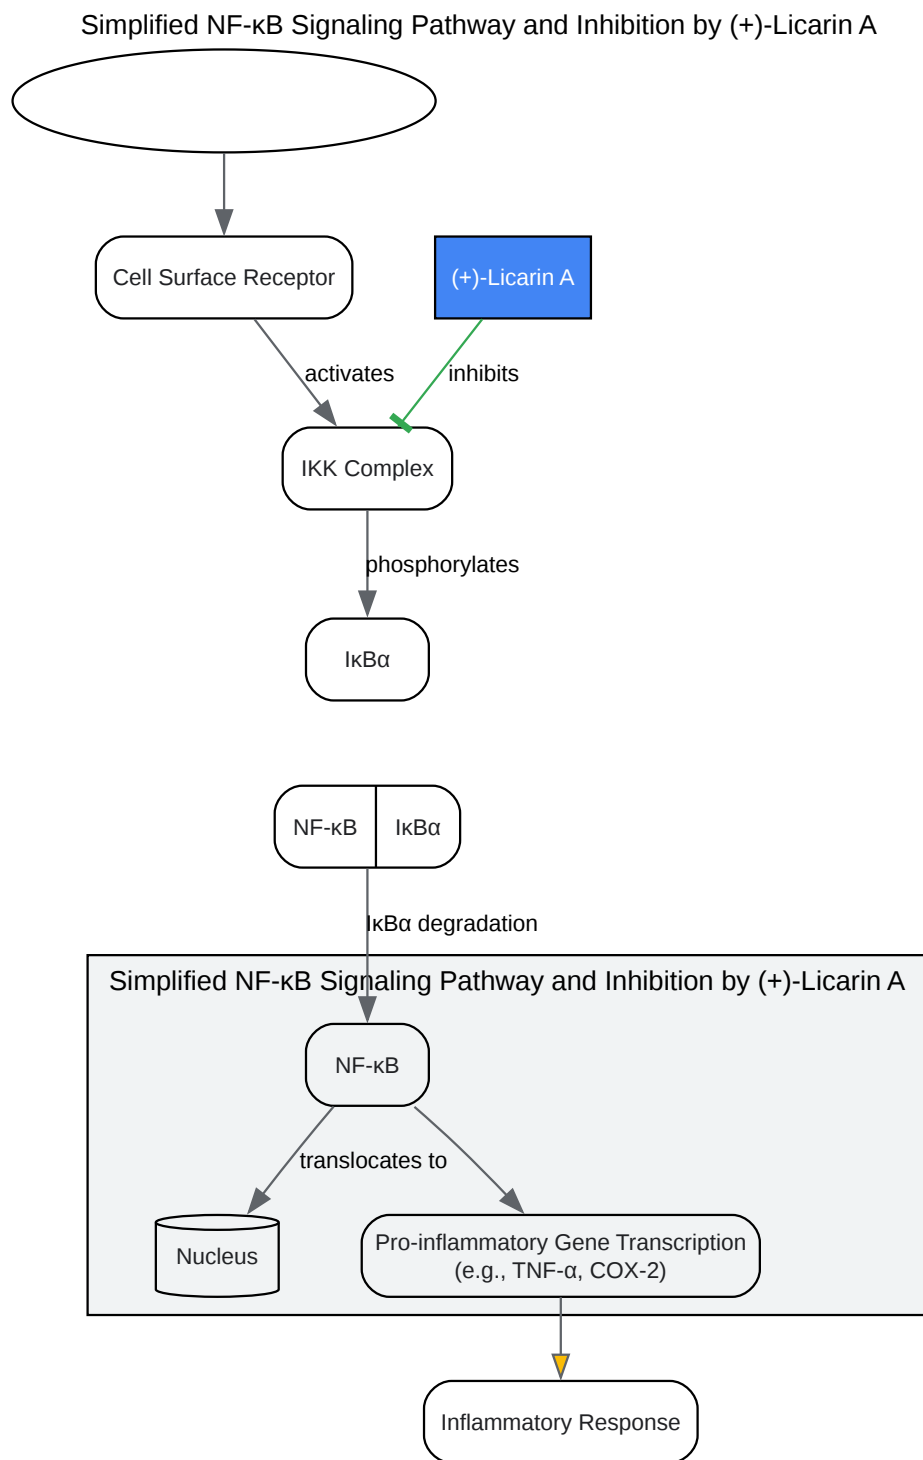 Simplified NF-κB Signaling Pathway and Inhibition by (+)-Licarin A
Cell Surface Receptor
(+)-Licarin A
activates
inhibits
IKK Complex
phosphorylates
IκBα
NF-κB
IκBα
IκBα degradation
Simplified NF-κB Signaling Pathway and Inhibition by (+)-Licarin A
NF-κB
translocates to
Nucleus
Pro-inflammatory Gene Transcription
(e.g., TNF-α, COX-2)
Inflammatory Response